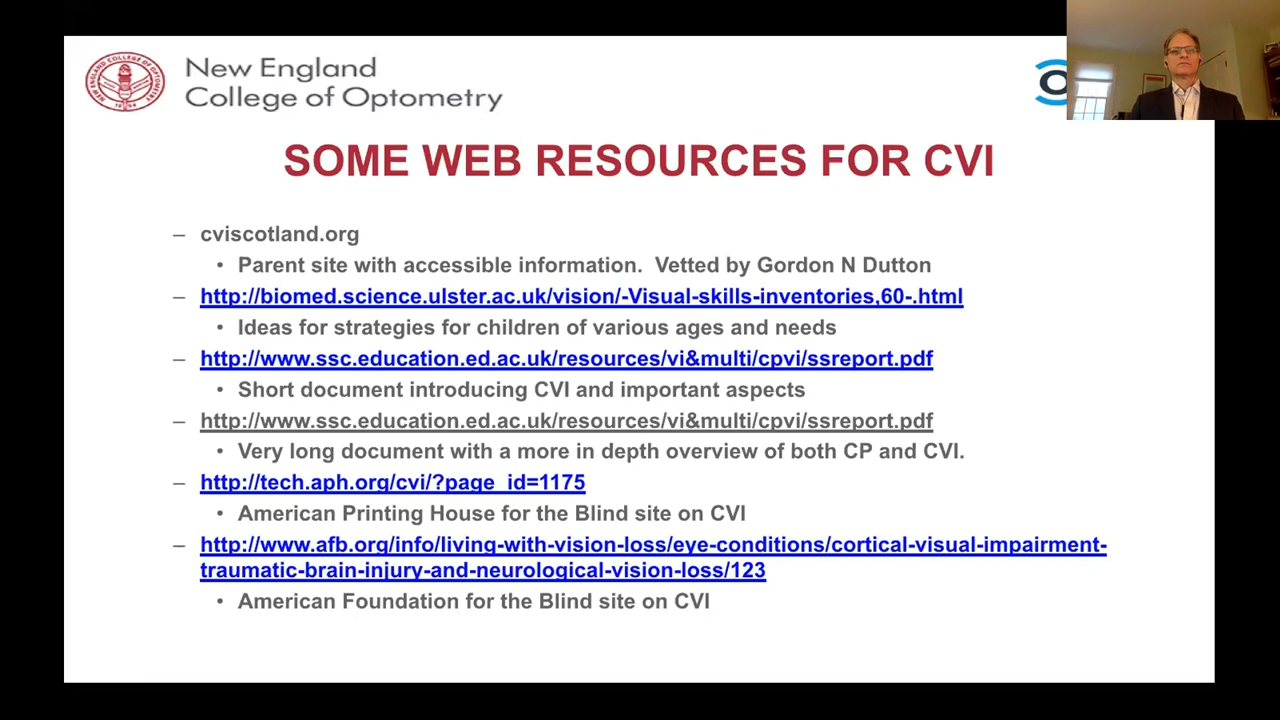 New England
College of Optometry
SOME WEB RESOURCES FOR CVI
– cviscotland.org
• Parent site with accessible information.  Vetted by Gordon N Dutton
– http://biomed.science.ulster.ac.uk/vision/-Visual-skills-inventories,60-.html
• Ideas for strategies for children of various ages and needs
– http://www.ssc.education.ed.ac.uk/resources/vi&multi/cpvi/ssreport.pdf
• Short document introducing CVI and important aspects
– http://www.ssc.education.ed.ac.uk/resources/vi&multi/cpvi/ssreport.pdf
• Very long document with a more in depth overview of both CP and CVI.
– http://tech.aph.org/cvi/?page_id=1175
• American Printing House for the Blind site on CVI
– http://www.afb.org/info/living-with-vision-loss/eye-conditions/cortical-visual-impairment-
traumatic-brain-injury-and-neurological-vision-loss/123
• American Foundation for the Blind site on CVI